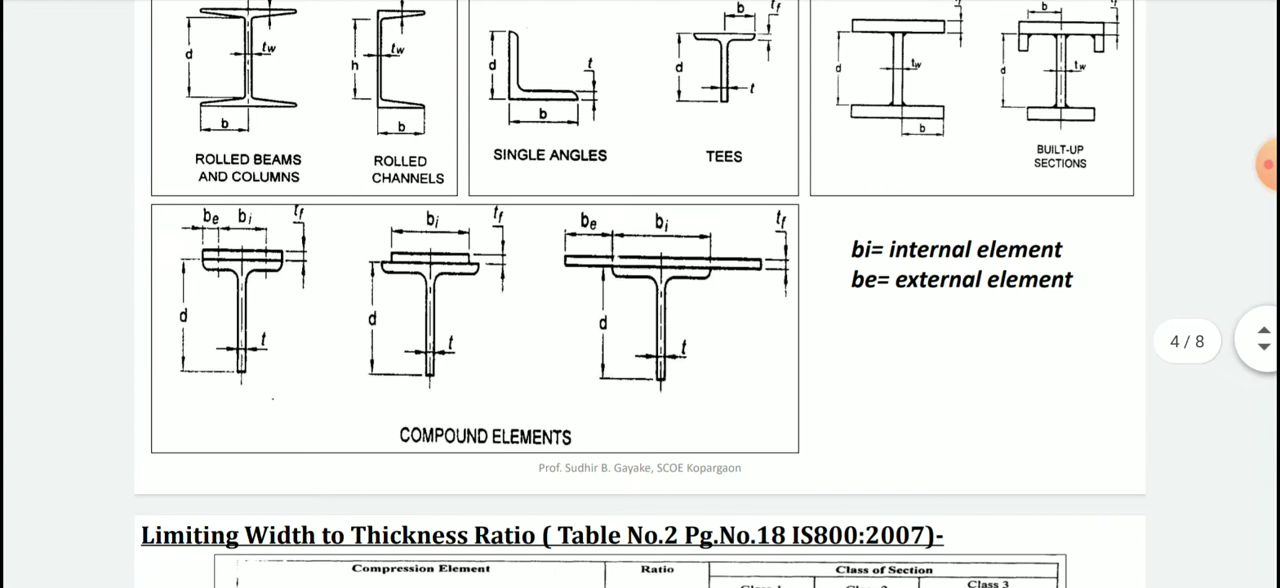 d
tw
b
ROLLED BEAMS
AND COLUMNS
h
tw
b
ROLLED
CHANNELS
d
t
b
SINGLE ANGLES
b
tf
d
t
TEES
d
tw
b
b
d
tw
BUILT-UP
SECTIONS
be bi tf
d
t
bi tf
d
t
be bi tf
d
t
COMPOUND ELEMENTS
bi= internal element
be= external element
4 / 8
Prof. Sudhir B. Gayake, SCOE Kopargaon
Limiting Width to Thickness Ratio ( Table No.2 Pg.No.18 IS800:2007)-
Compression Element Ratio Class of Section
Class 3